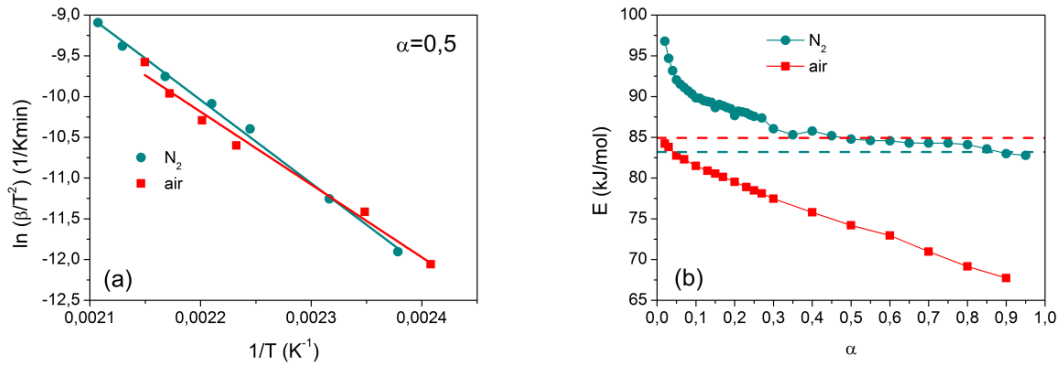 -9,0
-9,5
-10,0
-10,5
-11,0
-11,5
-12,0
-12,5
ln (β/T²) (1/Kmin)
α=0,5
N₂
air
(a)
0,0021 0,0022 0,0023 0,0024
1/T (K⁻¹)
100
95
90
85
80
75
70
65
E (kJ/mol)
N₂
air
(b)
0,0 0,1 0,2 0,3 0,4 0,5 0,6 0,7 0,8 0,9 1,0
α